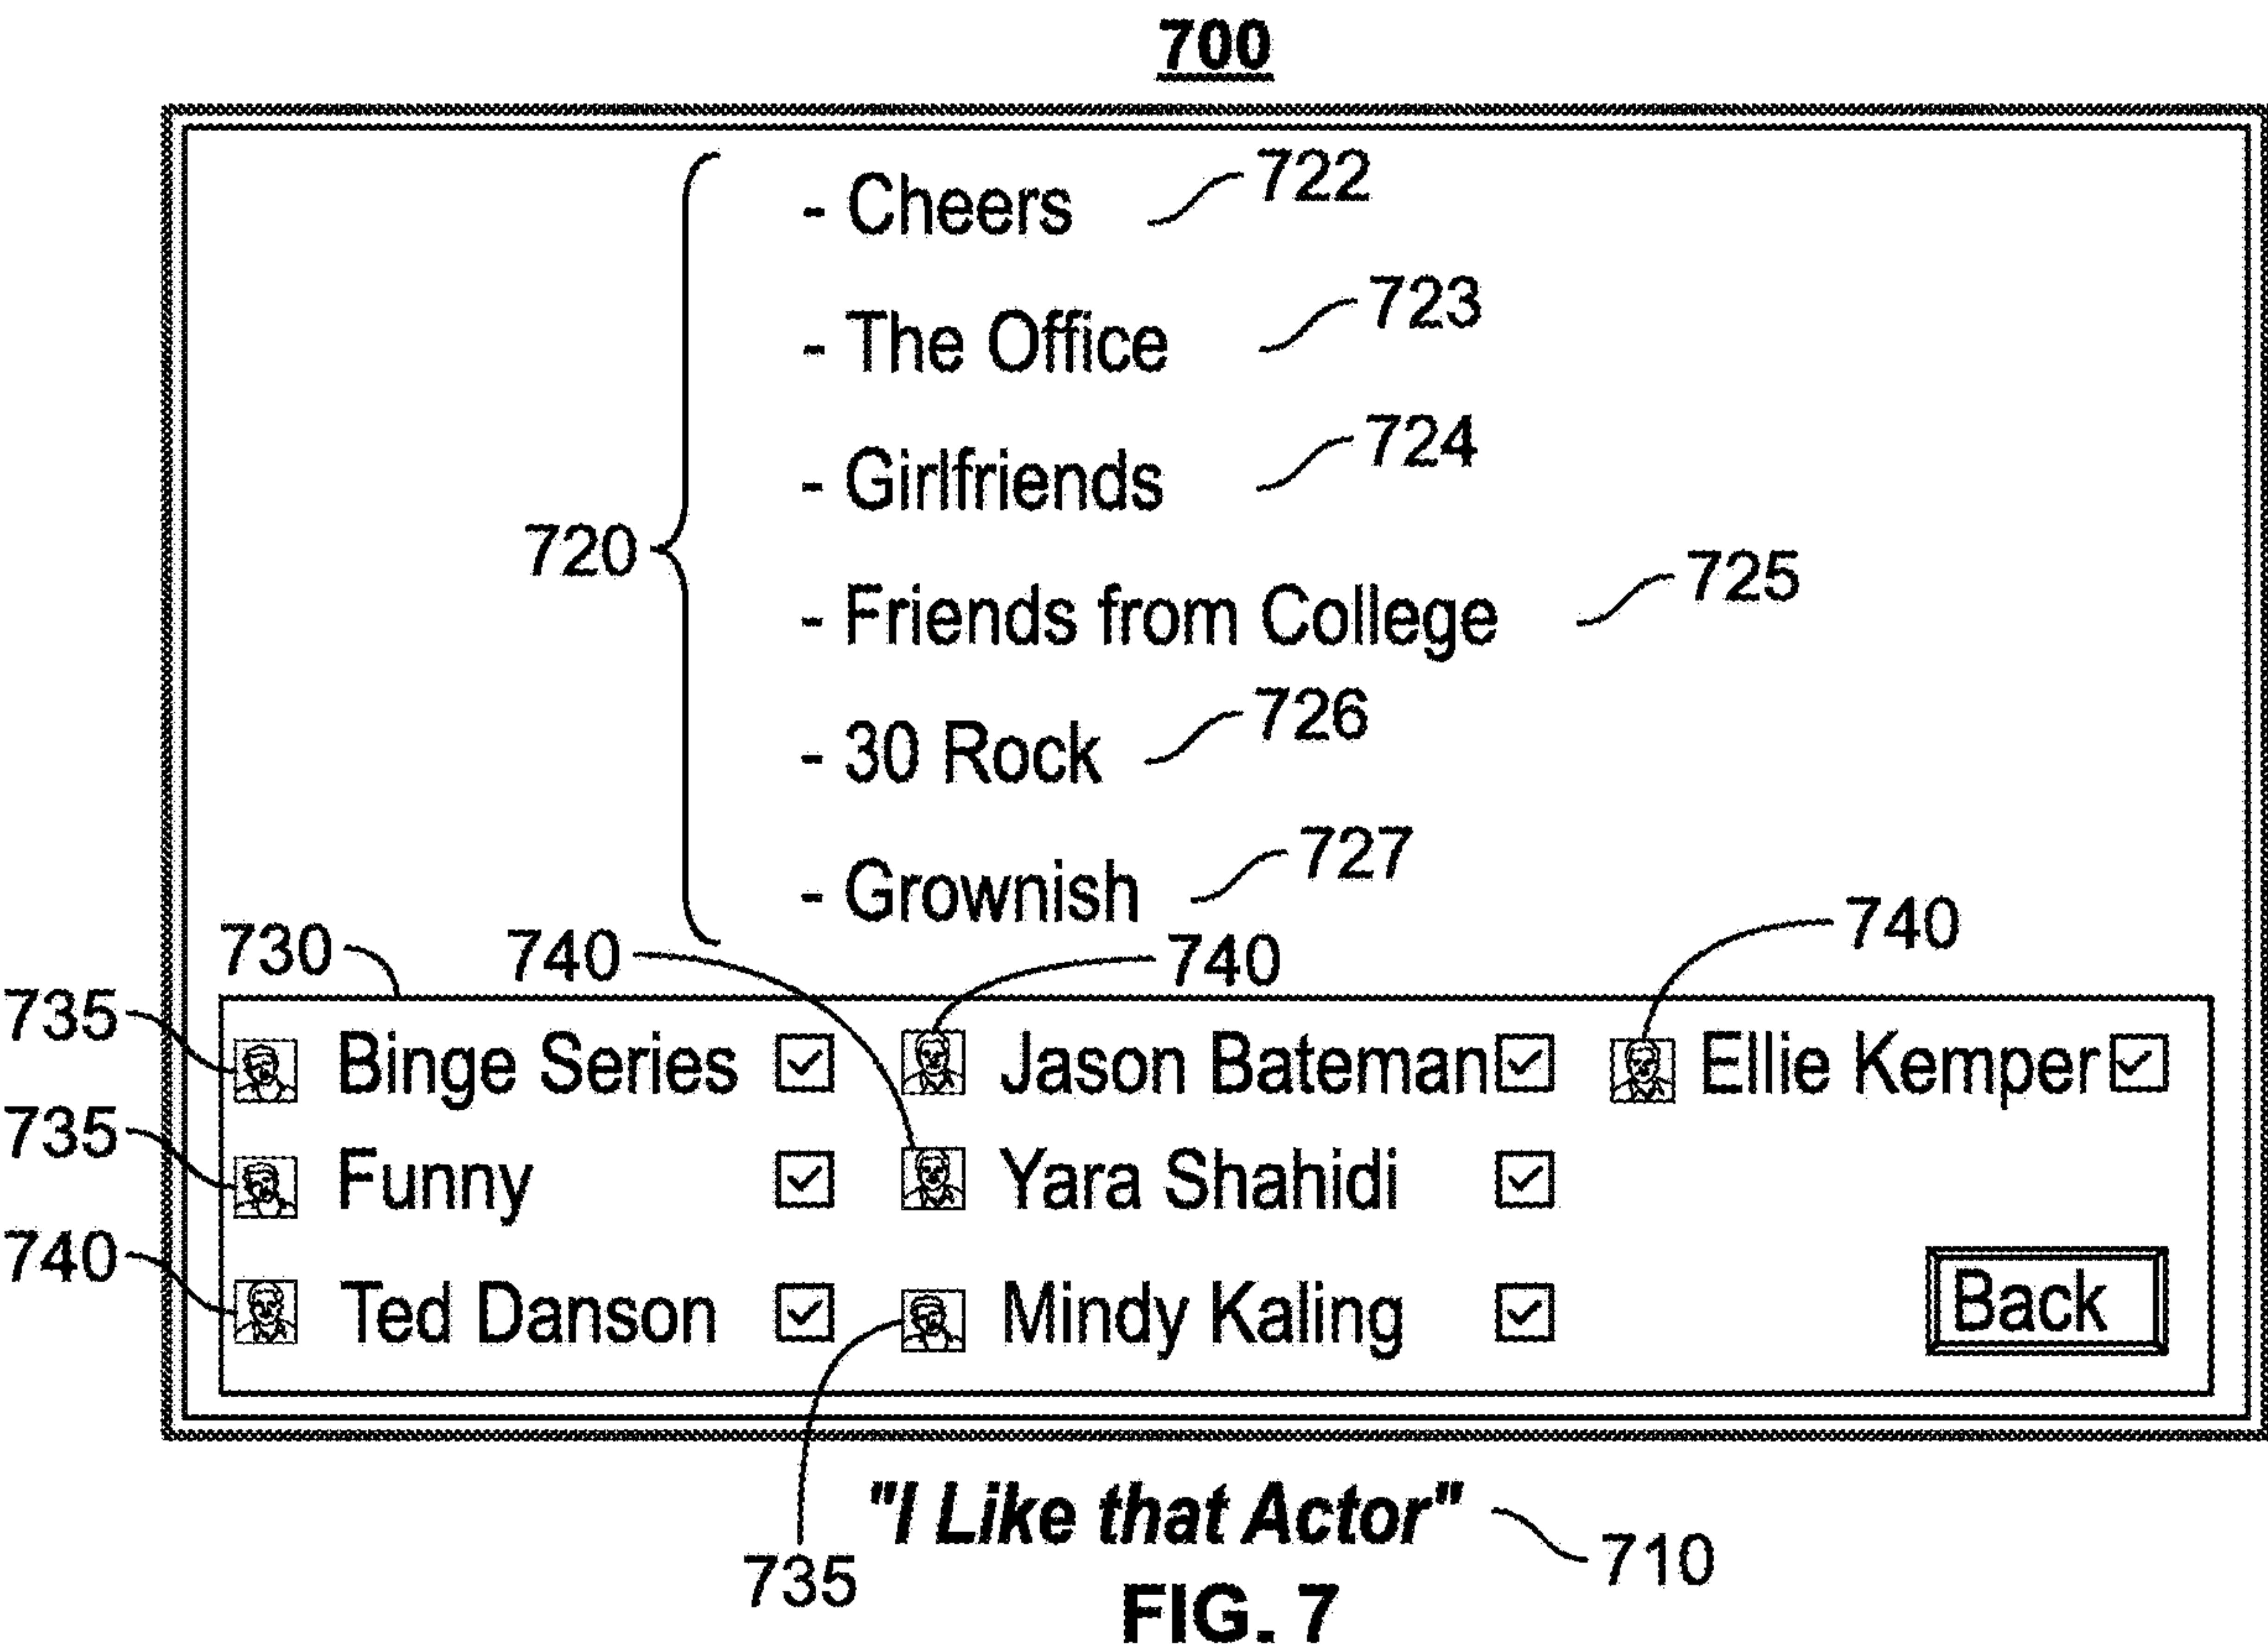 700
- Cheers 722
- The Office 723
- Girlfriends 724
720
- Friends from College 725
- 30 Rock 726
- Grownish 727
730 740 740 740
735 Binge Series Jason Bateman Ellie Kemper
735 Funny Yara Shahidi
740 Ted Danson Mindy Kaling Back
"I Like that Actor" 710
735
FIG. 7